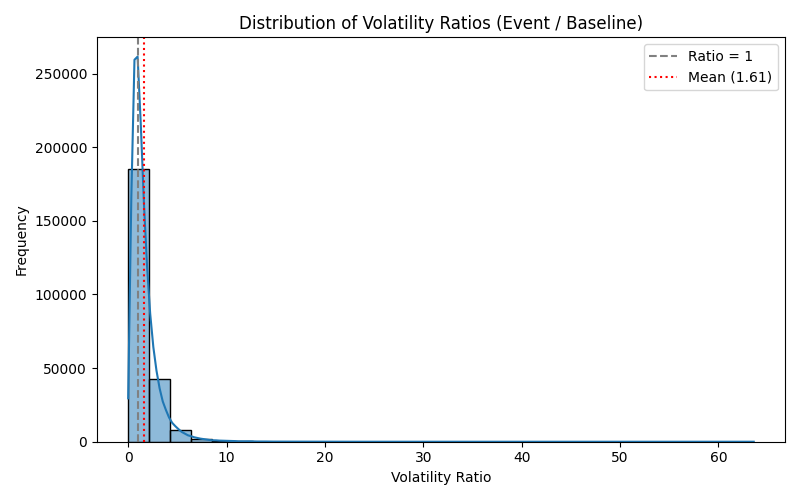 Distribution of Volatility Ratios (Event / Baseline)
Ratio = 1
Mean (1.61)
Frequency
250000
200000
150000
100000
50000
0
0 10 20 30 40 50 60
Volatility Ratio